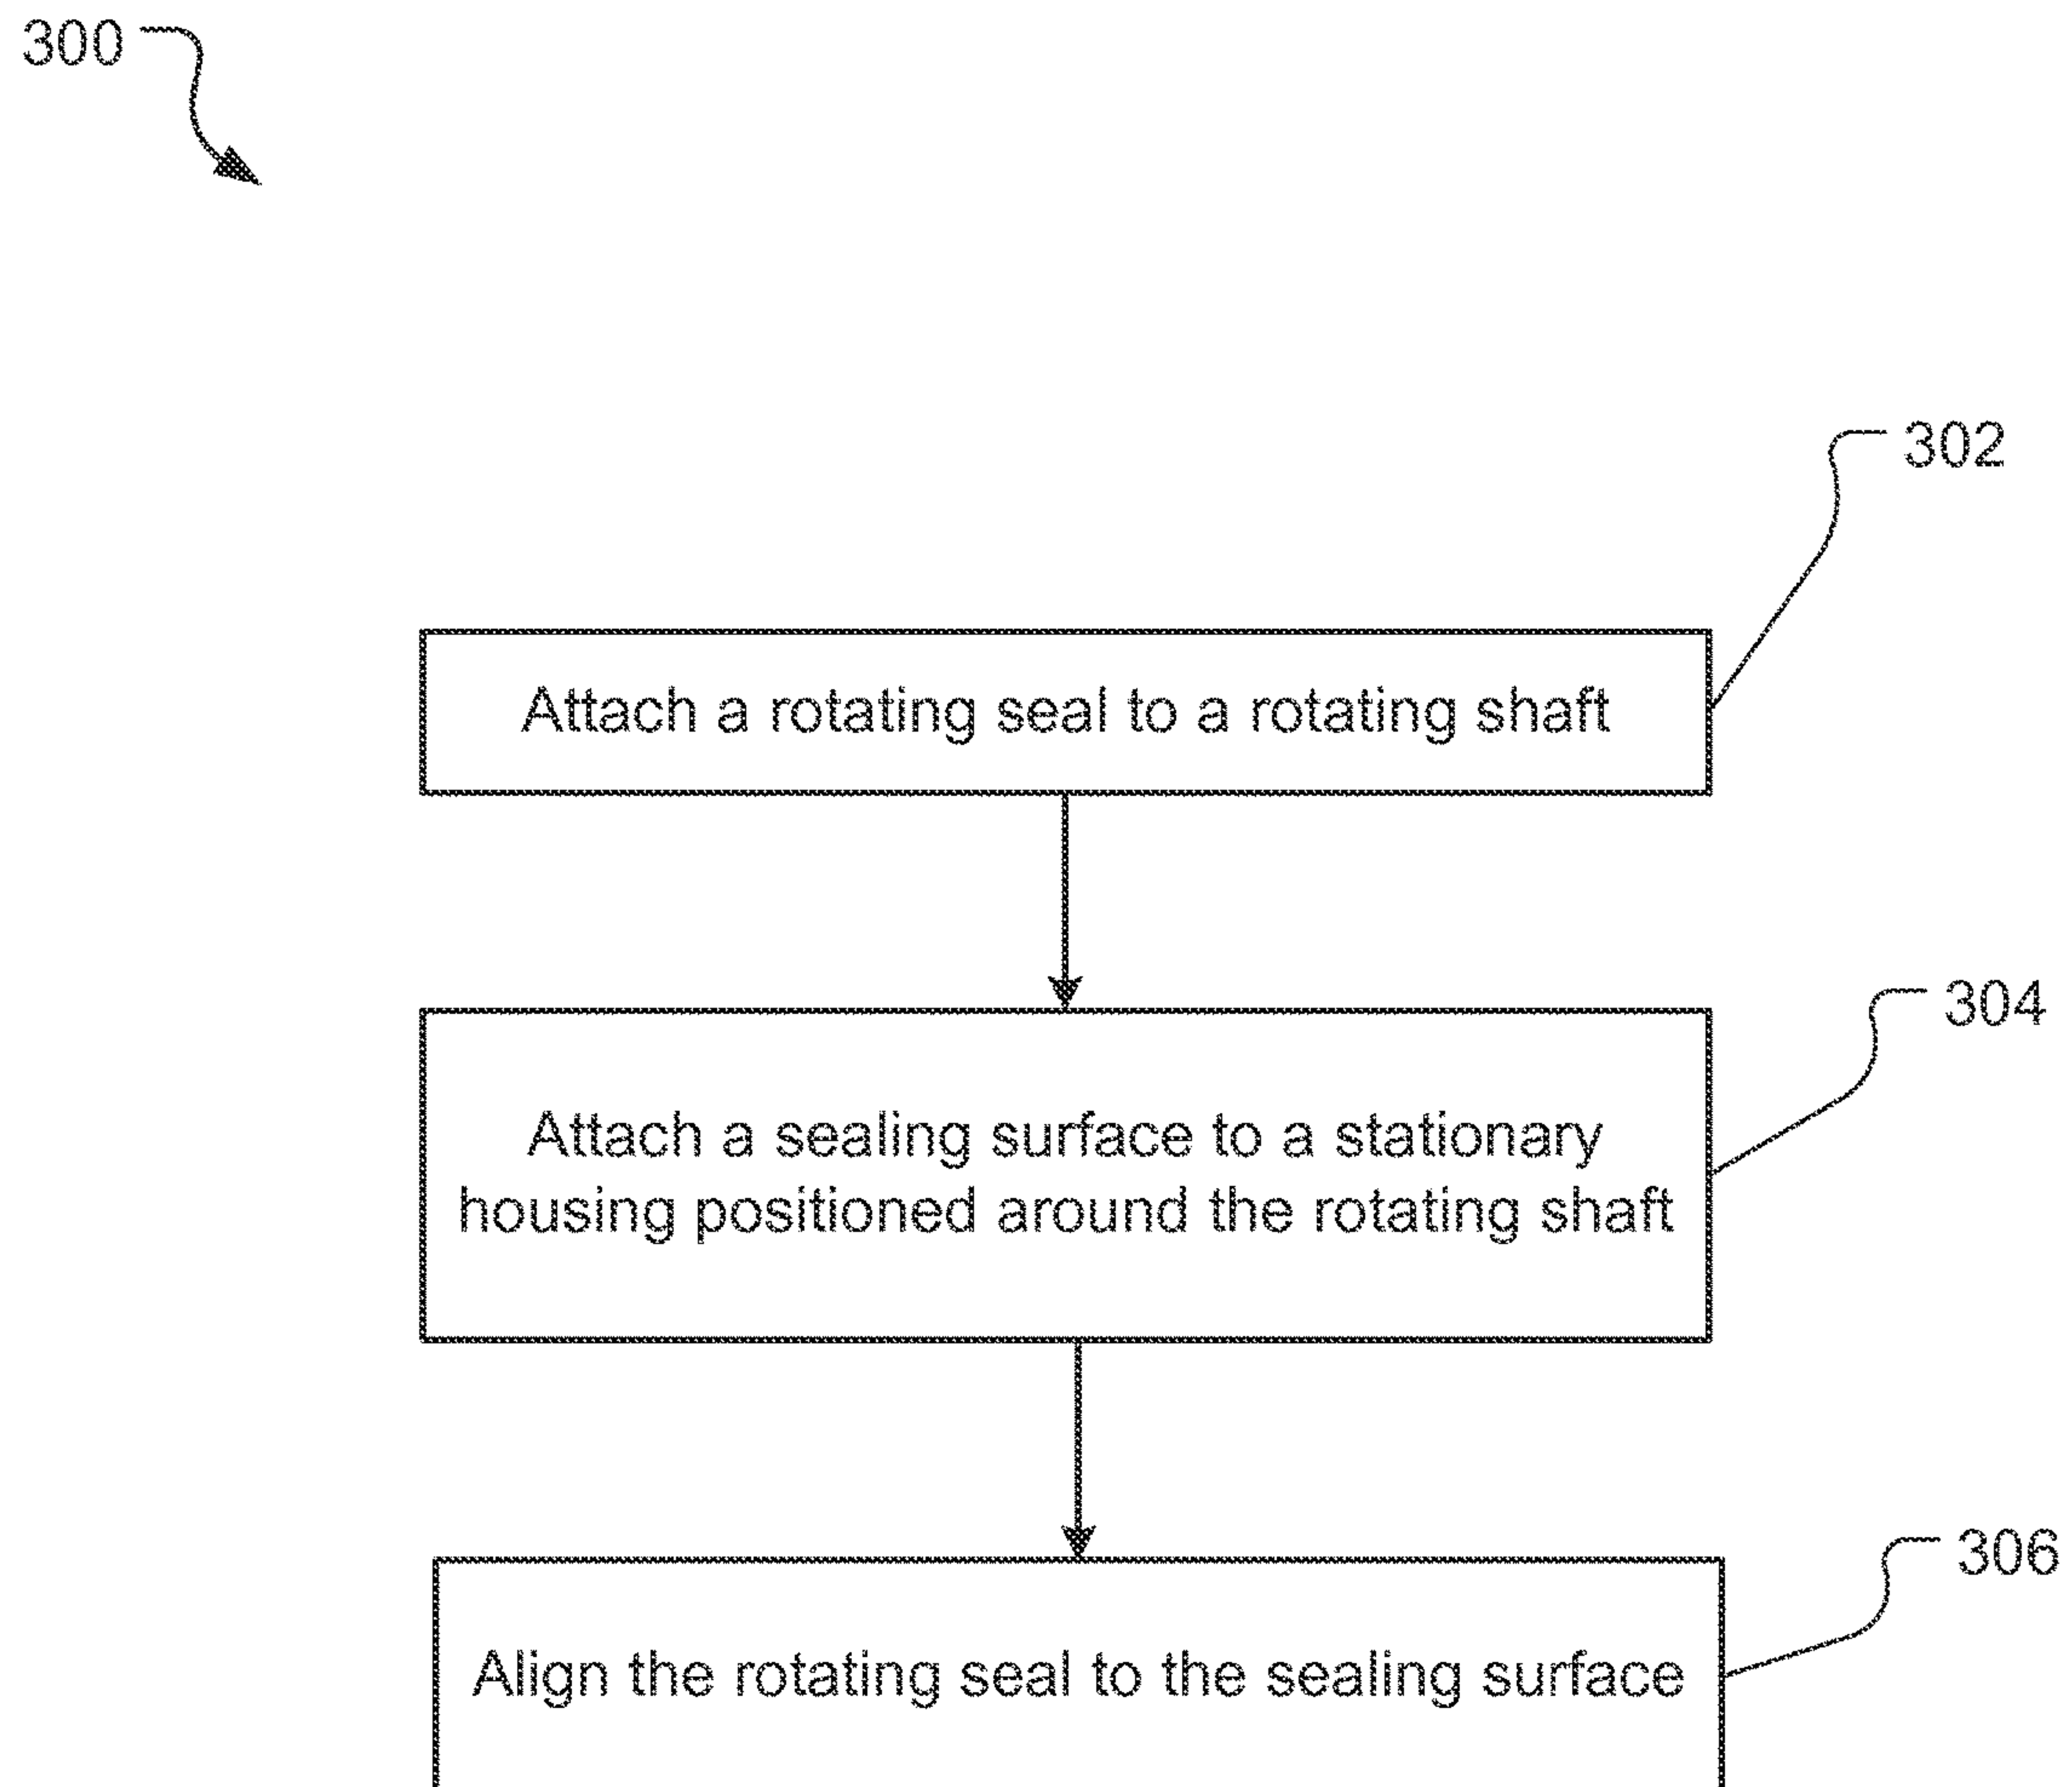 300
302
Attach a rotating seal to a rotating shaft
304
Attach a sealing surface to a stationary
housing positioned around the rotating shaft
306
Align the rotating seal to the sealing surface